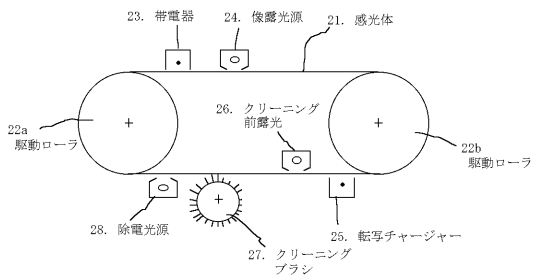 23. 帯電器
24. 像露光源
21. 感光体
22a
駆動ローラ
26. クリーニング
前露光
22b
駆動ローラ
28. 除電光源
27. クリーニング
ブラシ
25. 転写チャージャー